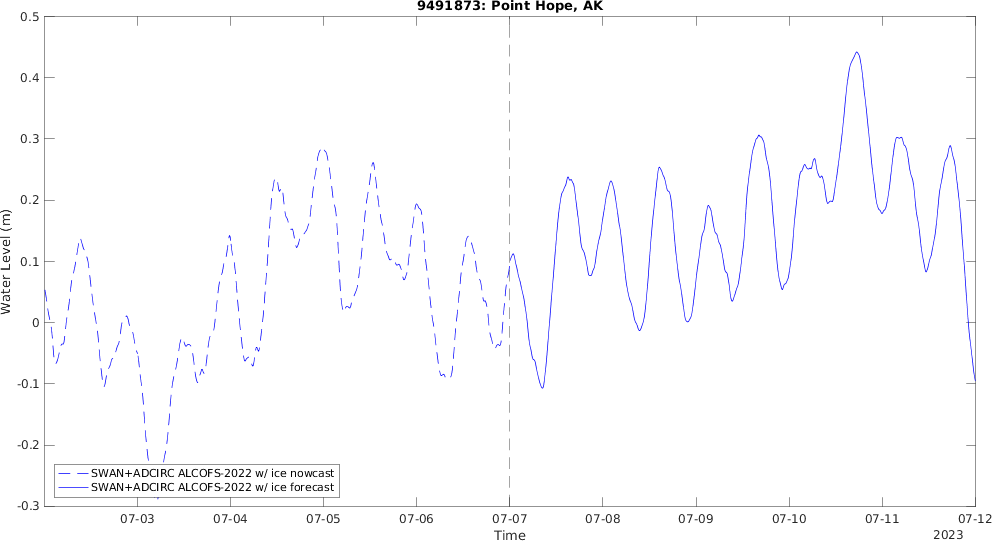 9491873: Point Hope, AK
0.5
0.4
0.3
0.2
0.1
0
-0.1
-0.2
-0.3
Water Level (m)
SWAN+ADCIRC ALCOFS-2022 w/ ice nowcast
SWAN+ADCIRC ALCOFS-2022 w/ ice forecast
07-03 07-04 07-05 07-06 07-07 07-08 07-09 07-10 07-11 07-12
Time
2023